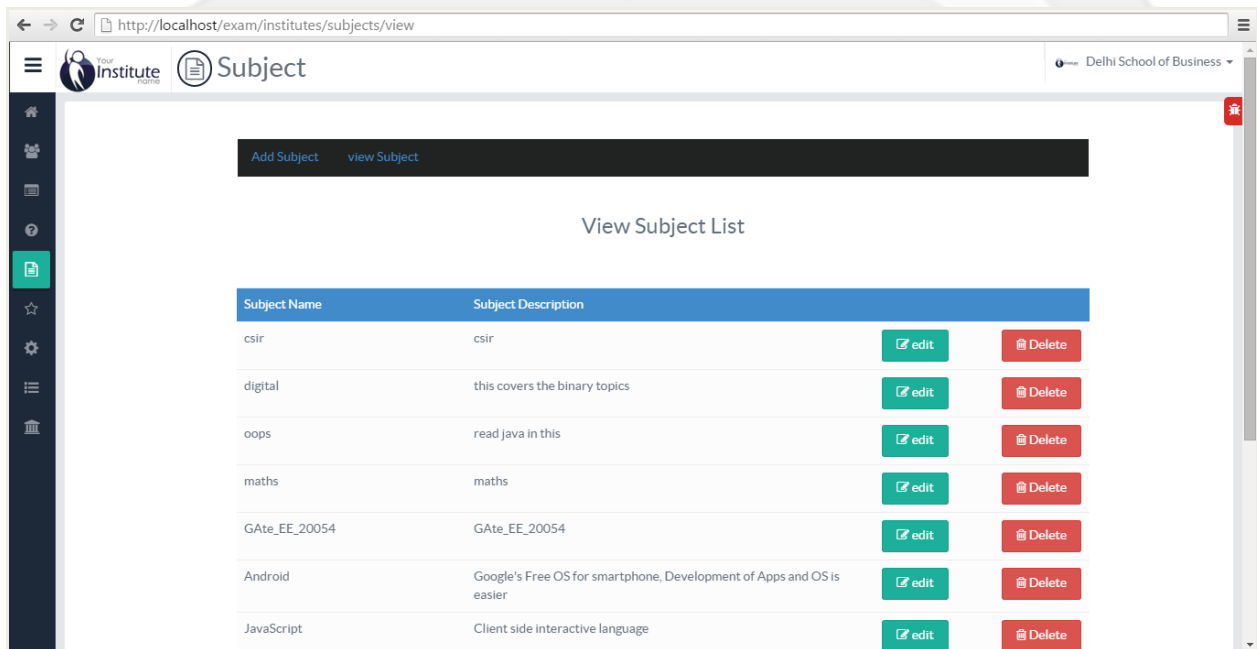 http://localhost/exam/institutes/subjects/view
Your
Institute
name
Subject
Delhi School of Business
Add Subject view Subject
View Subject List
Subject Name Subject Description
csir csir edit Delete
digital this covers the binary topics edit Delete
oops read java in this edit Delete
maths maths edit Delete
GAte_EE_20054 GAte_EE_20054 edit Delete
Android Google's Free OS for smartphone, Development of Apps and OS is edit Delete
easier
JavaScript Client side interactive language edit Delete